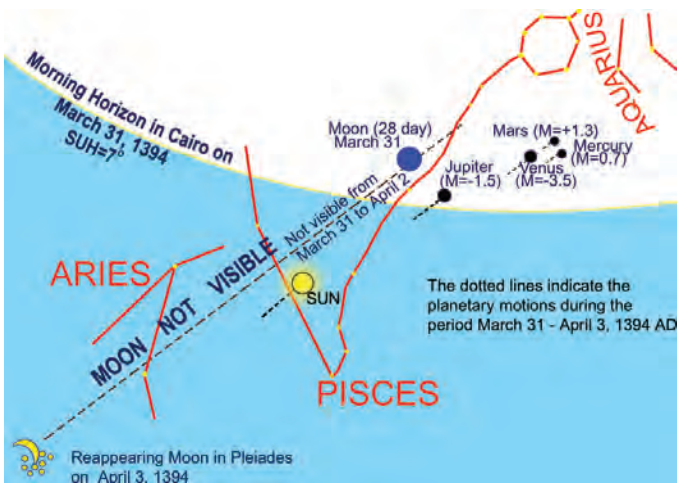 Morning Horizon in Cairo on
March 31, 1394
SUH=7°
AQUARIUS
Moon (28 day)
March 31
Mars (M=+1.3)
Mercury
(M=0.7)
Jupiter
(M=-1.5)
Venus
(M=-3.5)
Not visible from
March 31 to April 2
ARIES
MOON NOT VISIBLE
SUN
The dotted lines indicate the
planetary motions during the
period March 31 - April 3, 1394 AD
PISCES
Reappearing Moon in Pleiades
on April 3, 1394